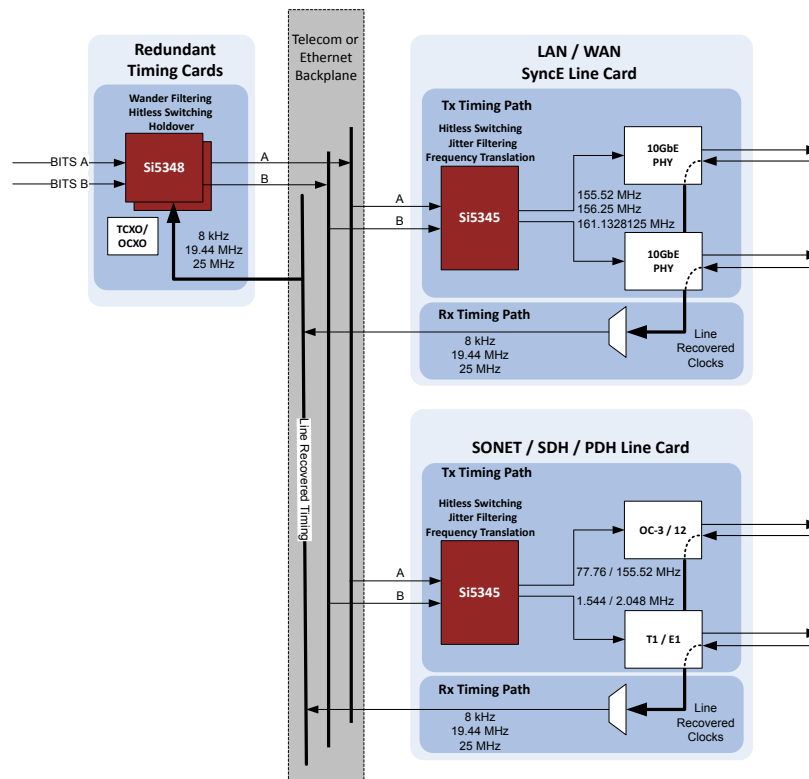 Redundant
Timing Cards
Wander Filtering
Hitless Switching
Holdover
Si5348
BITS A
BITS B
A
B
TCXO/
OCXO
8 kHz
19.44 MHz
25 MHz
Telecom or
Ethernet
Backplane
Line Recovered Timing
LAN / WAN
SyncE Line Card
Tx Timing Path
Hitless Switching
Jitter Filtering
Frequency Translation
Si5345
A
B
155.52 MHz
156.25 MHz
161.1328125 MHz
10GbE
PHY
10GbE
PHY
Rx Timing Path
8 kHz
19.44 MHz
25 MHz
Line
Recovered
Clocks
SONET / SDH / PDH Line Card
Tx Timing Path
Hitless Switching
Jitter Filtering
Frequency Translation
Si5345
A
B
77.76 / 155.52 MHz
1.544 / 2.048 MHz
OC-3 / 12
T1 / E1
Rx Timing Path
8 kHz
19.44 MHz
25 MHz
Line
Recovered
Clocks